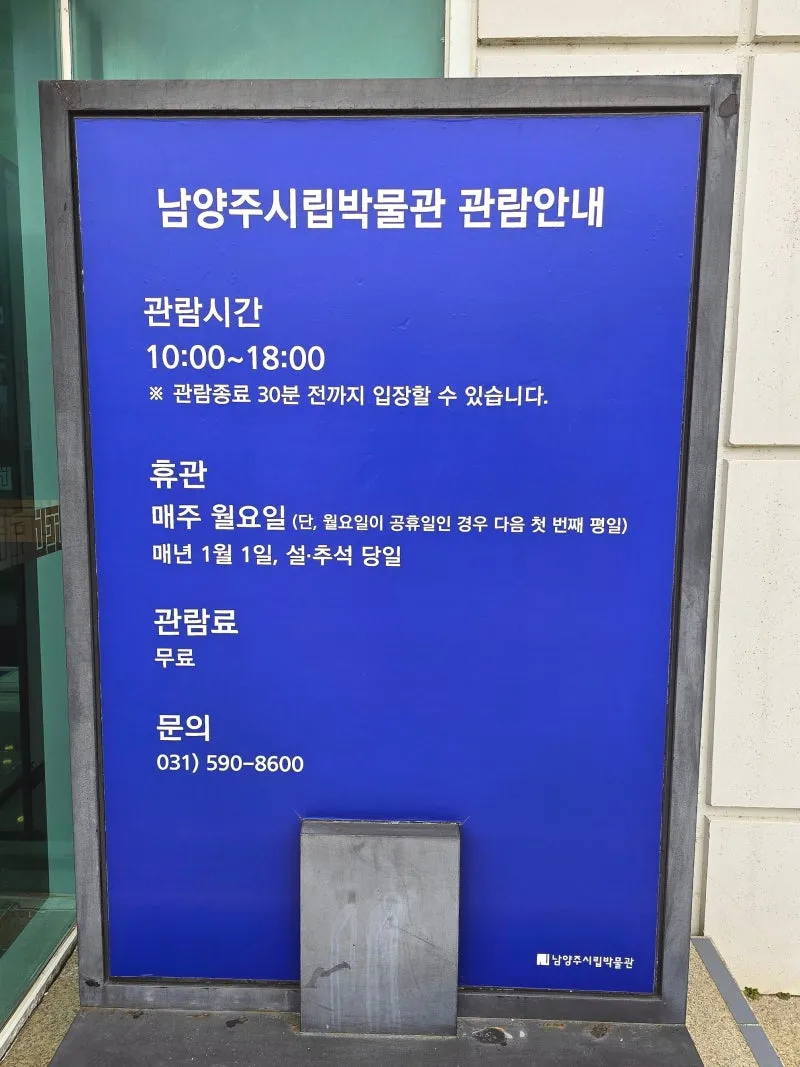 남양주시립박물관 관람안내
관람시간
10:00~18:00
※ 관람종료 30분 전까지 입장할 수 있습니다.
휴관
매주 월요일 (단, 월요일이 공휴일인 경우 다음 첫 번째 평일)
매년 1월 1일, 설·추석 당일
관람료
무료
문의
031) 590-8600
남양주시립박물관